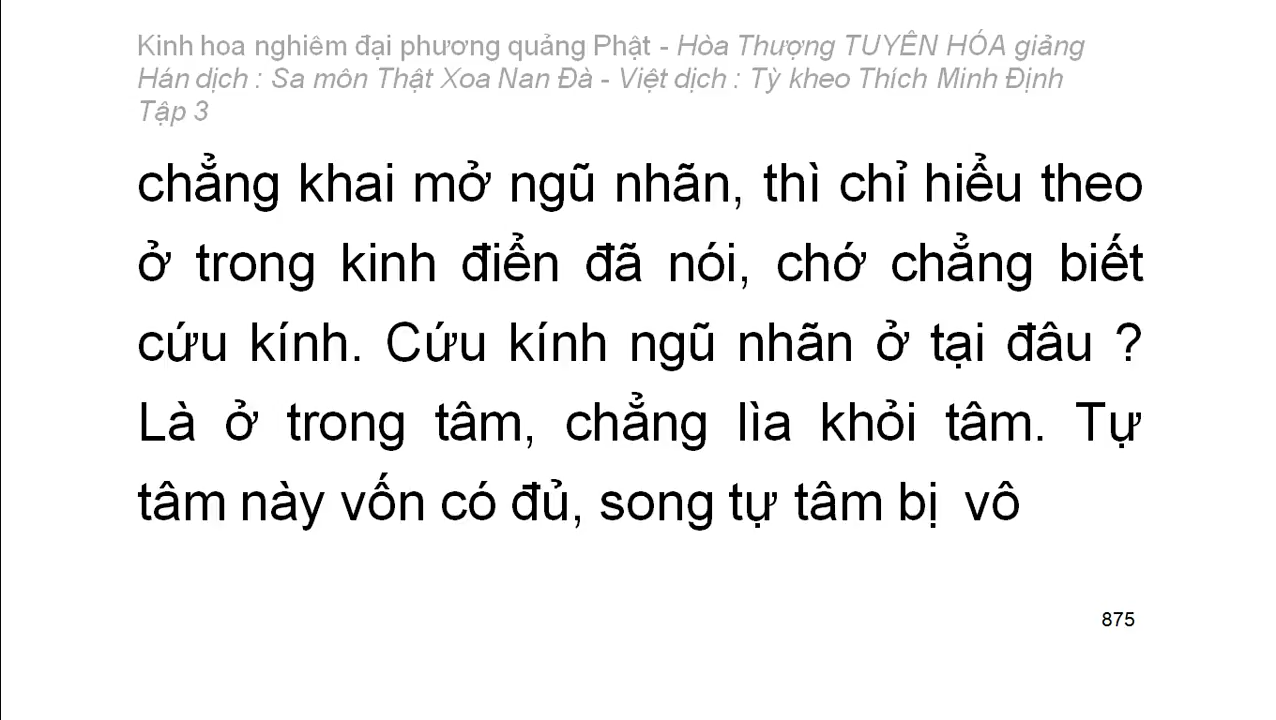 Kinh hoa nghiêm đại phương quảng Phật - Hòa Thượng TUYÊN HÓA giảng
Hán dịch : Sa môn Thật Xoa Nan Đà - Việt dịch : Tỳ kheo Thích Minh Định
Tập 3
chẳng khai mở ngũ nhãn, thì chỉ hiểu theo
ở trong kinh điển đã nói, chớ chẳng biết
cứu kính. Cứu kính ngũ nhãn ở tại đâu ?
Là ở trong tâm, chẳng lìa khỏi tâm. Tự
tâm này vốn có đủ, song tự tâm bị vô
875